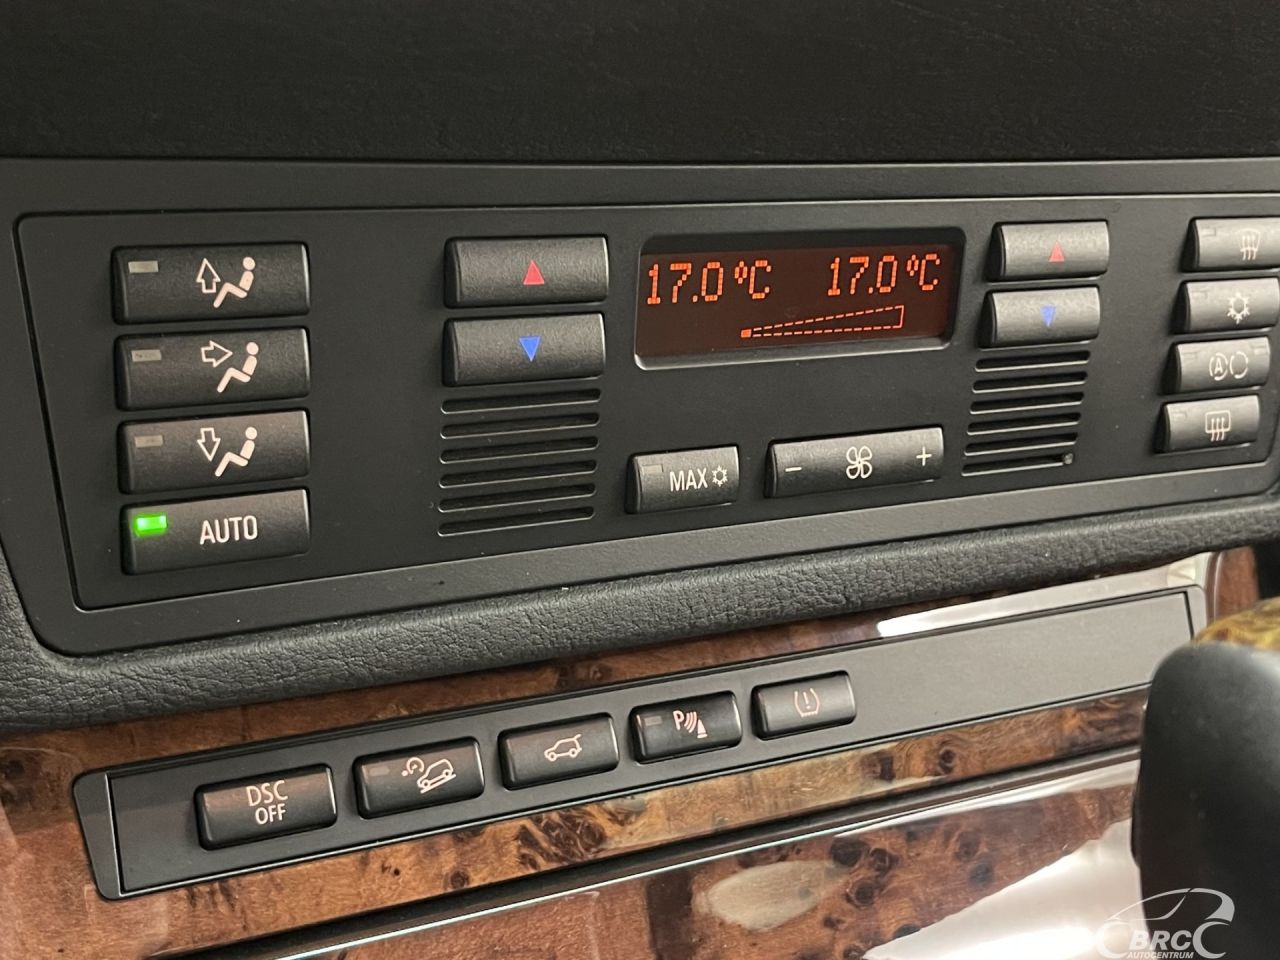 17.0°C 17.0°C
A
MAX
- +
AUTO
P
DSC
OFF
BRC
AUTOCENTRUM